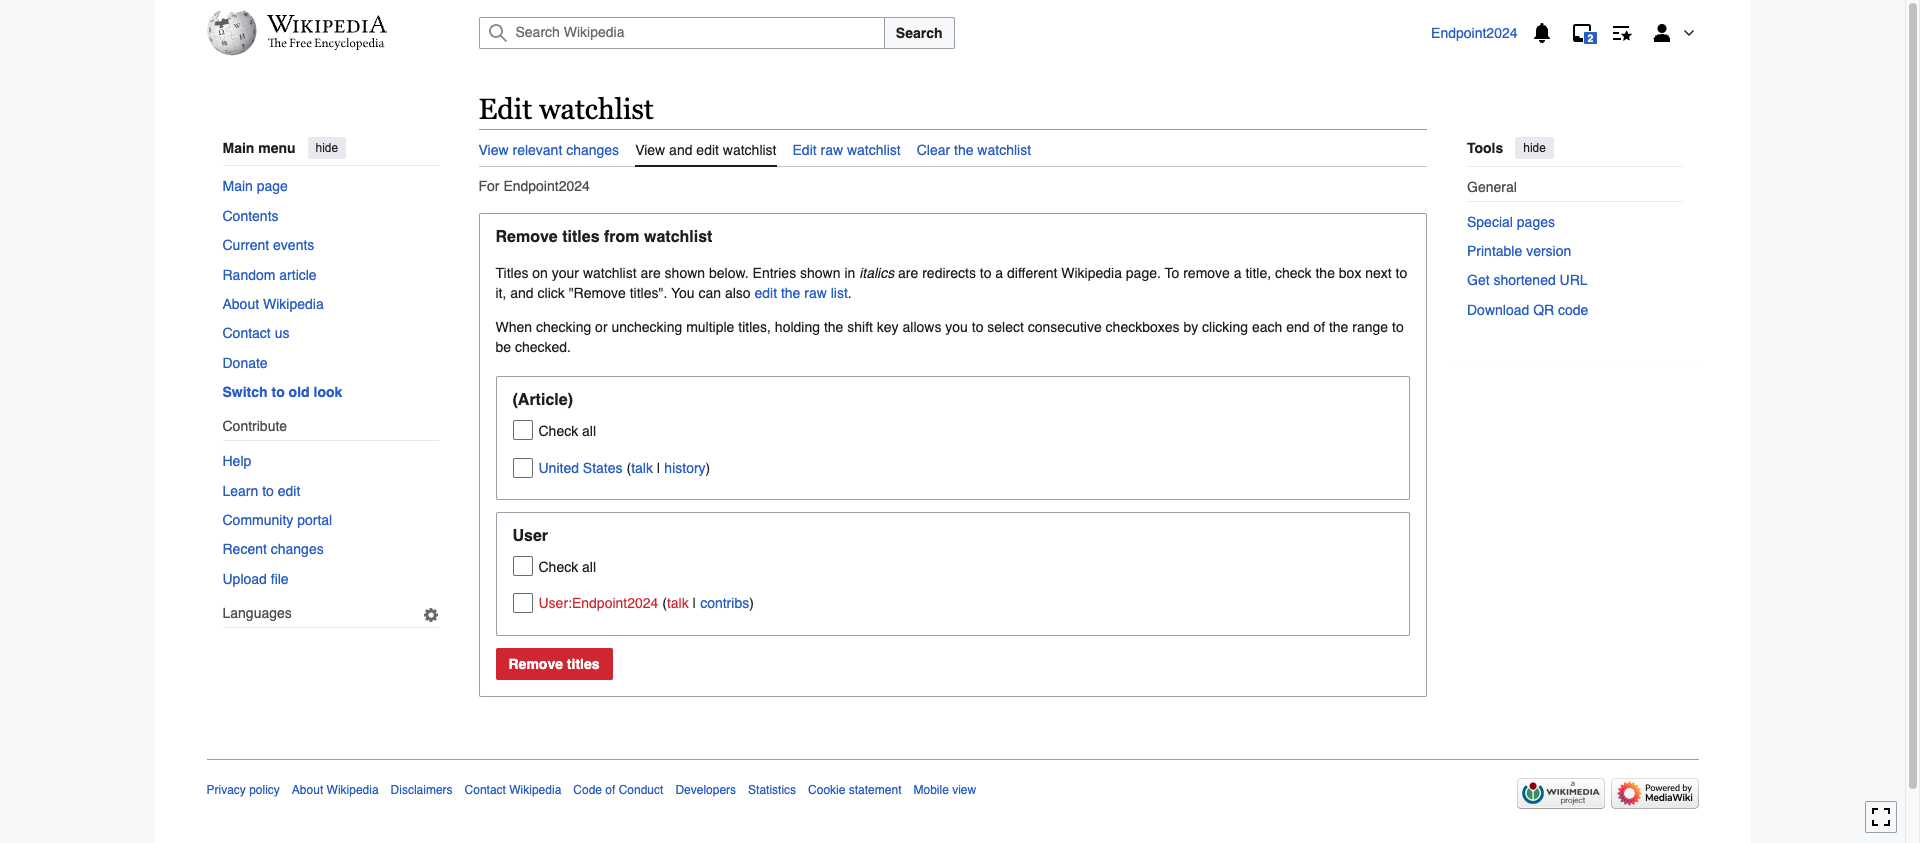 WIKIPEDIA
The Free Encyclopedia
Search Wikipedia
Search
Endpoint2024
2
Edit watchlist
Main menu
hide
Main page
Contents
Current events
Random article
About Wikipedia
Contact us
Donate
Switch to old look
Contribute
Help
Learn to edit
Community portal
Recent changes
Upload file
Languages
View relevant changes
View and edit watchlist
Edit raw watchlist
Clear the watchlist
For Endpoint2024
Remove titles from watchlist
Titles on your watchlist are shown below. Entries shown in italics are redirects to a different Wikipedia page. To remove a title, check the box next to
it, and click "Remove titles". You can also edit the raw list.
When checking or unchecking multiple titles, holding the shift key allows you to select consecutive checkboxes by clicking each end of the range to
be checked.
(Article)
Check all
United States (talk | history)
User
Check all
User:Endpoint2024 (talk | contribs)
Remove titles
Tools
hide
General
Special pages
Printable version
Get shortened URL
Download QR code
Privacy policy
About Wikipedia
Disclaimers
Contact Wikipedia
Code of Conduct
Developers
Statistics
Cookie statement
Mobile view
a
WIKIMEDIA
project
Powered by
MediaWiki